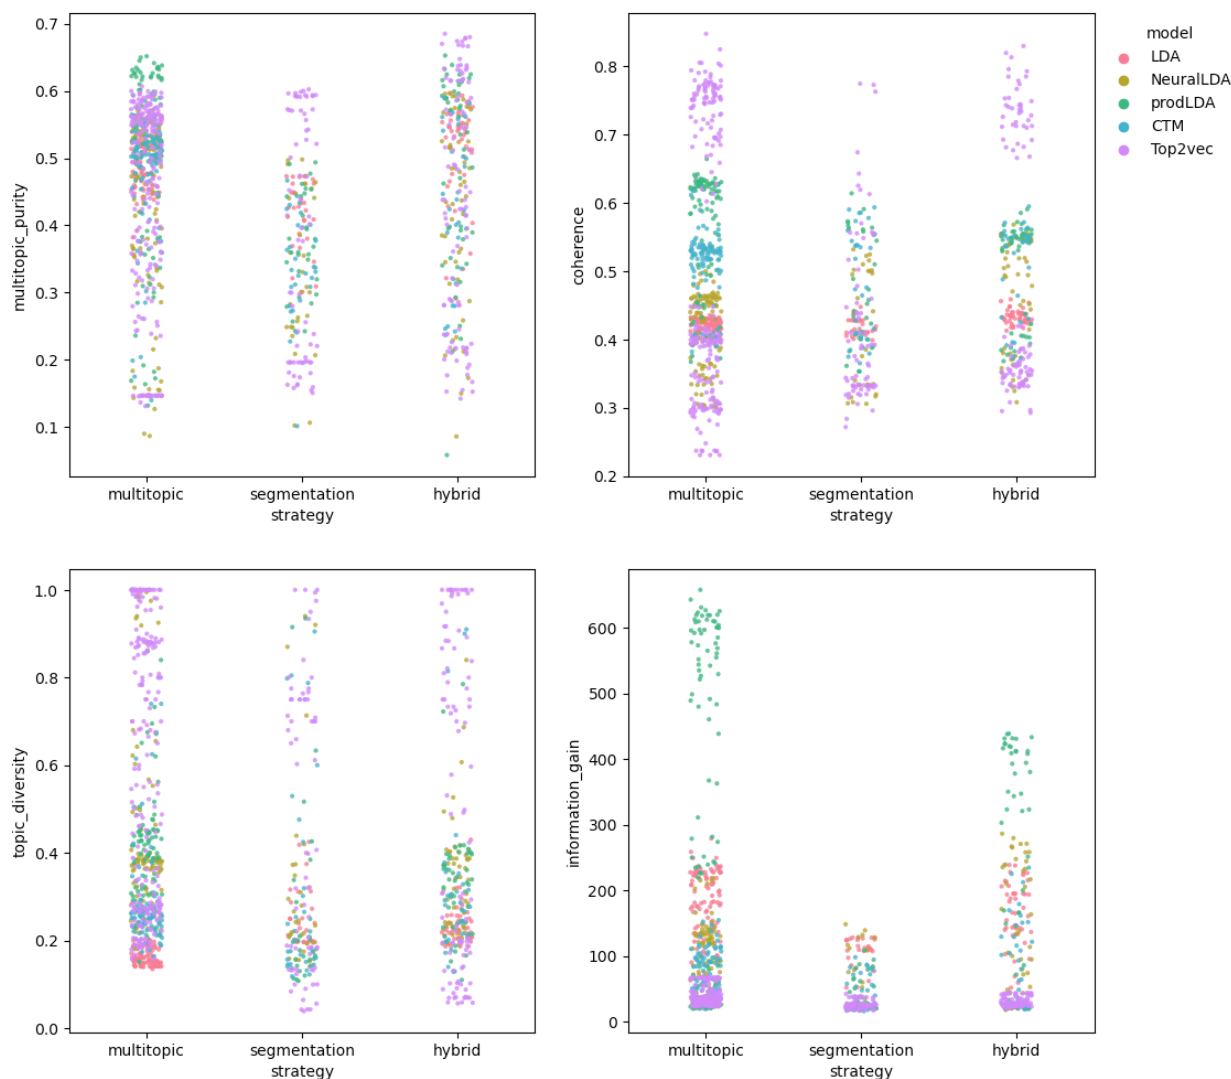 0.7
0.6
0.5
0.4
0.3
0.2
0.1
multitopic_purity
multitopic
segmentation
hybrid
strategy
0.8
0.7
0.6
0.5
0.4
0.3
0.2
coherence
multitopic
segmentation
hybrid
strategy
model
LDA
NeuralLDA
prodLDA
CTM
Top2vec
1.0
0.8
0.6
0.4
0.2
0.0
topic_diversity
multitopic
segmentation
hybrid
strategy
600
500
400
300
200
100
0
information_gain
multitopic
segmentation
hybrid
strategy